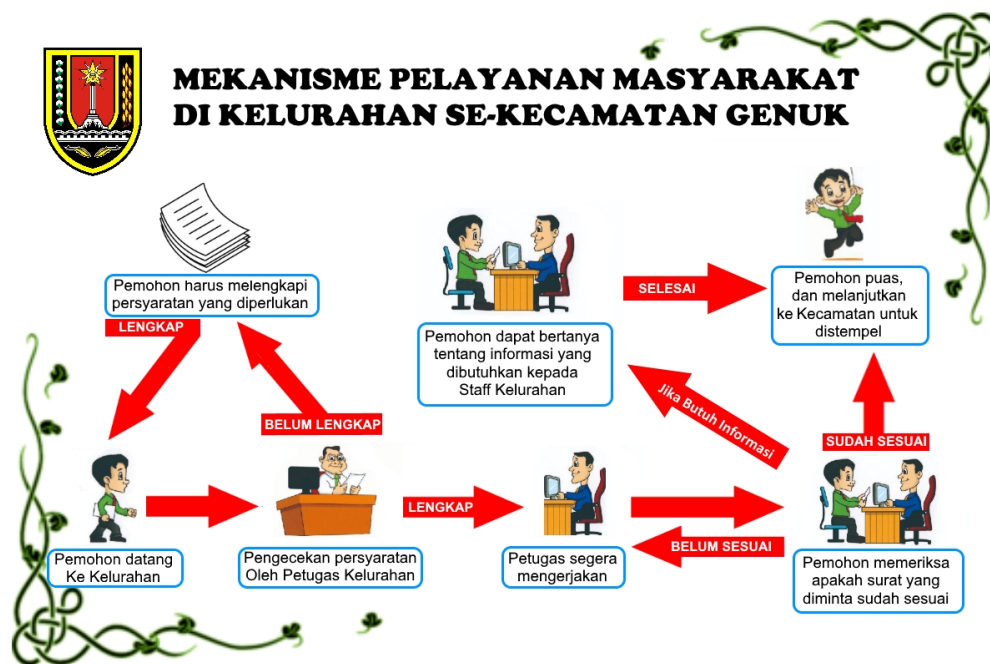 MEKANISME PELAYANAN MASYARAKAT
DI KELURAHAN SE-KECAMATAN GENUK
Pemohon harus melengkapi
persyaratan yang diperlukan
LENGKAP
BELUM LENGKAP
Pemohon datang
Ke Kelurahan
Pengecekan persyaratan
Oleh Petugas Kelurahan
LENGKAP
Petugas segera
mengerjakan
BELUM SESUAI
Pemohon memeriksa
apakah surat yang
diminta sudah sesuai
Jika Butuh Informasi
Pemohon dapat bertanya
tentang informasi yang
dibutuhkan kepada
Staff Kelurahan
SELESAI
SUDAH SESUAI
Pemohon puas,
dan melanjutkan
ke Kecamatan untuk
distempel